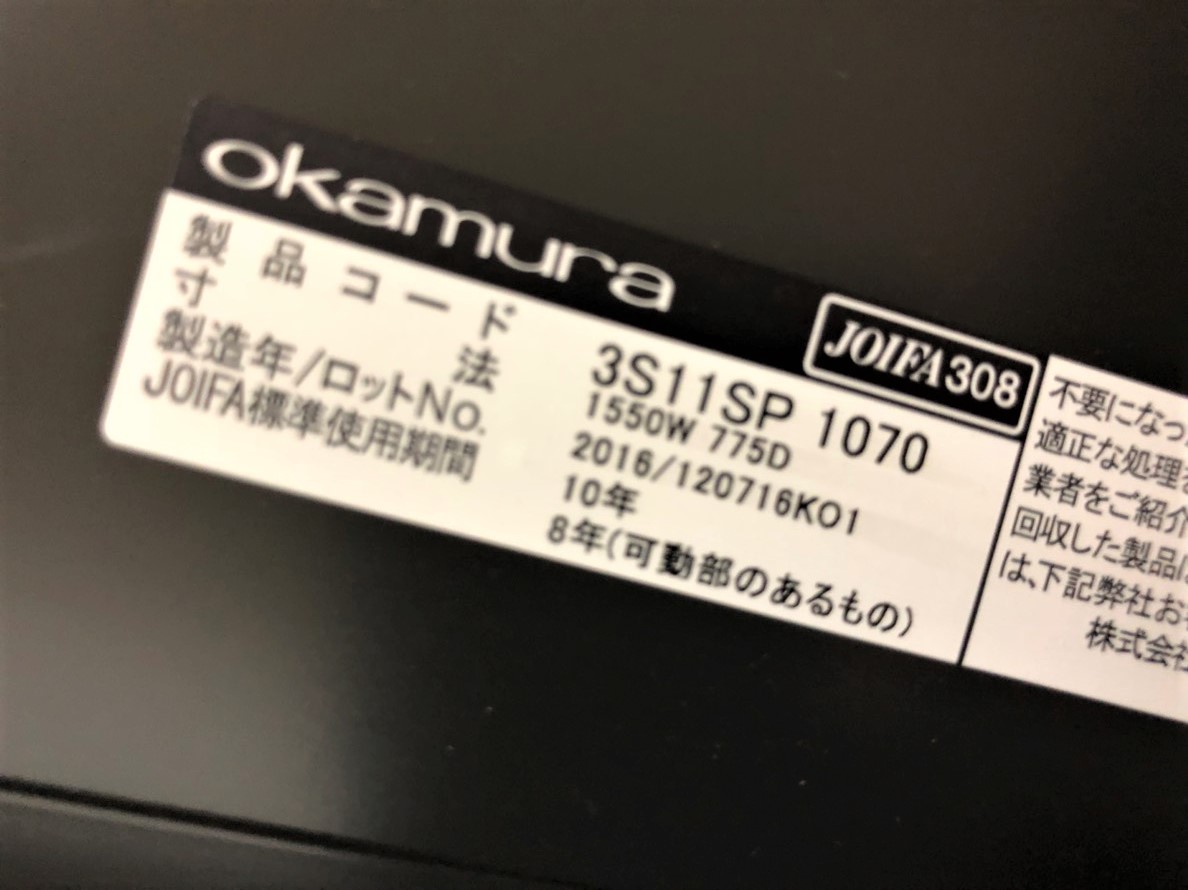 okamura
JOIFA308
製品コード 3S11SP 1070
寸法 1550W 775D
製造年/ロットNo. 2016/120716K01
JOIFA標準使用期間 10年
8年(可動部のあるもの)
不要になっ
適正な処理を
業者をご紹介
回収した製品は
は、下記弊社お客
株式会社